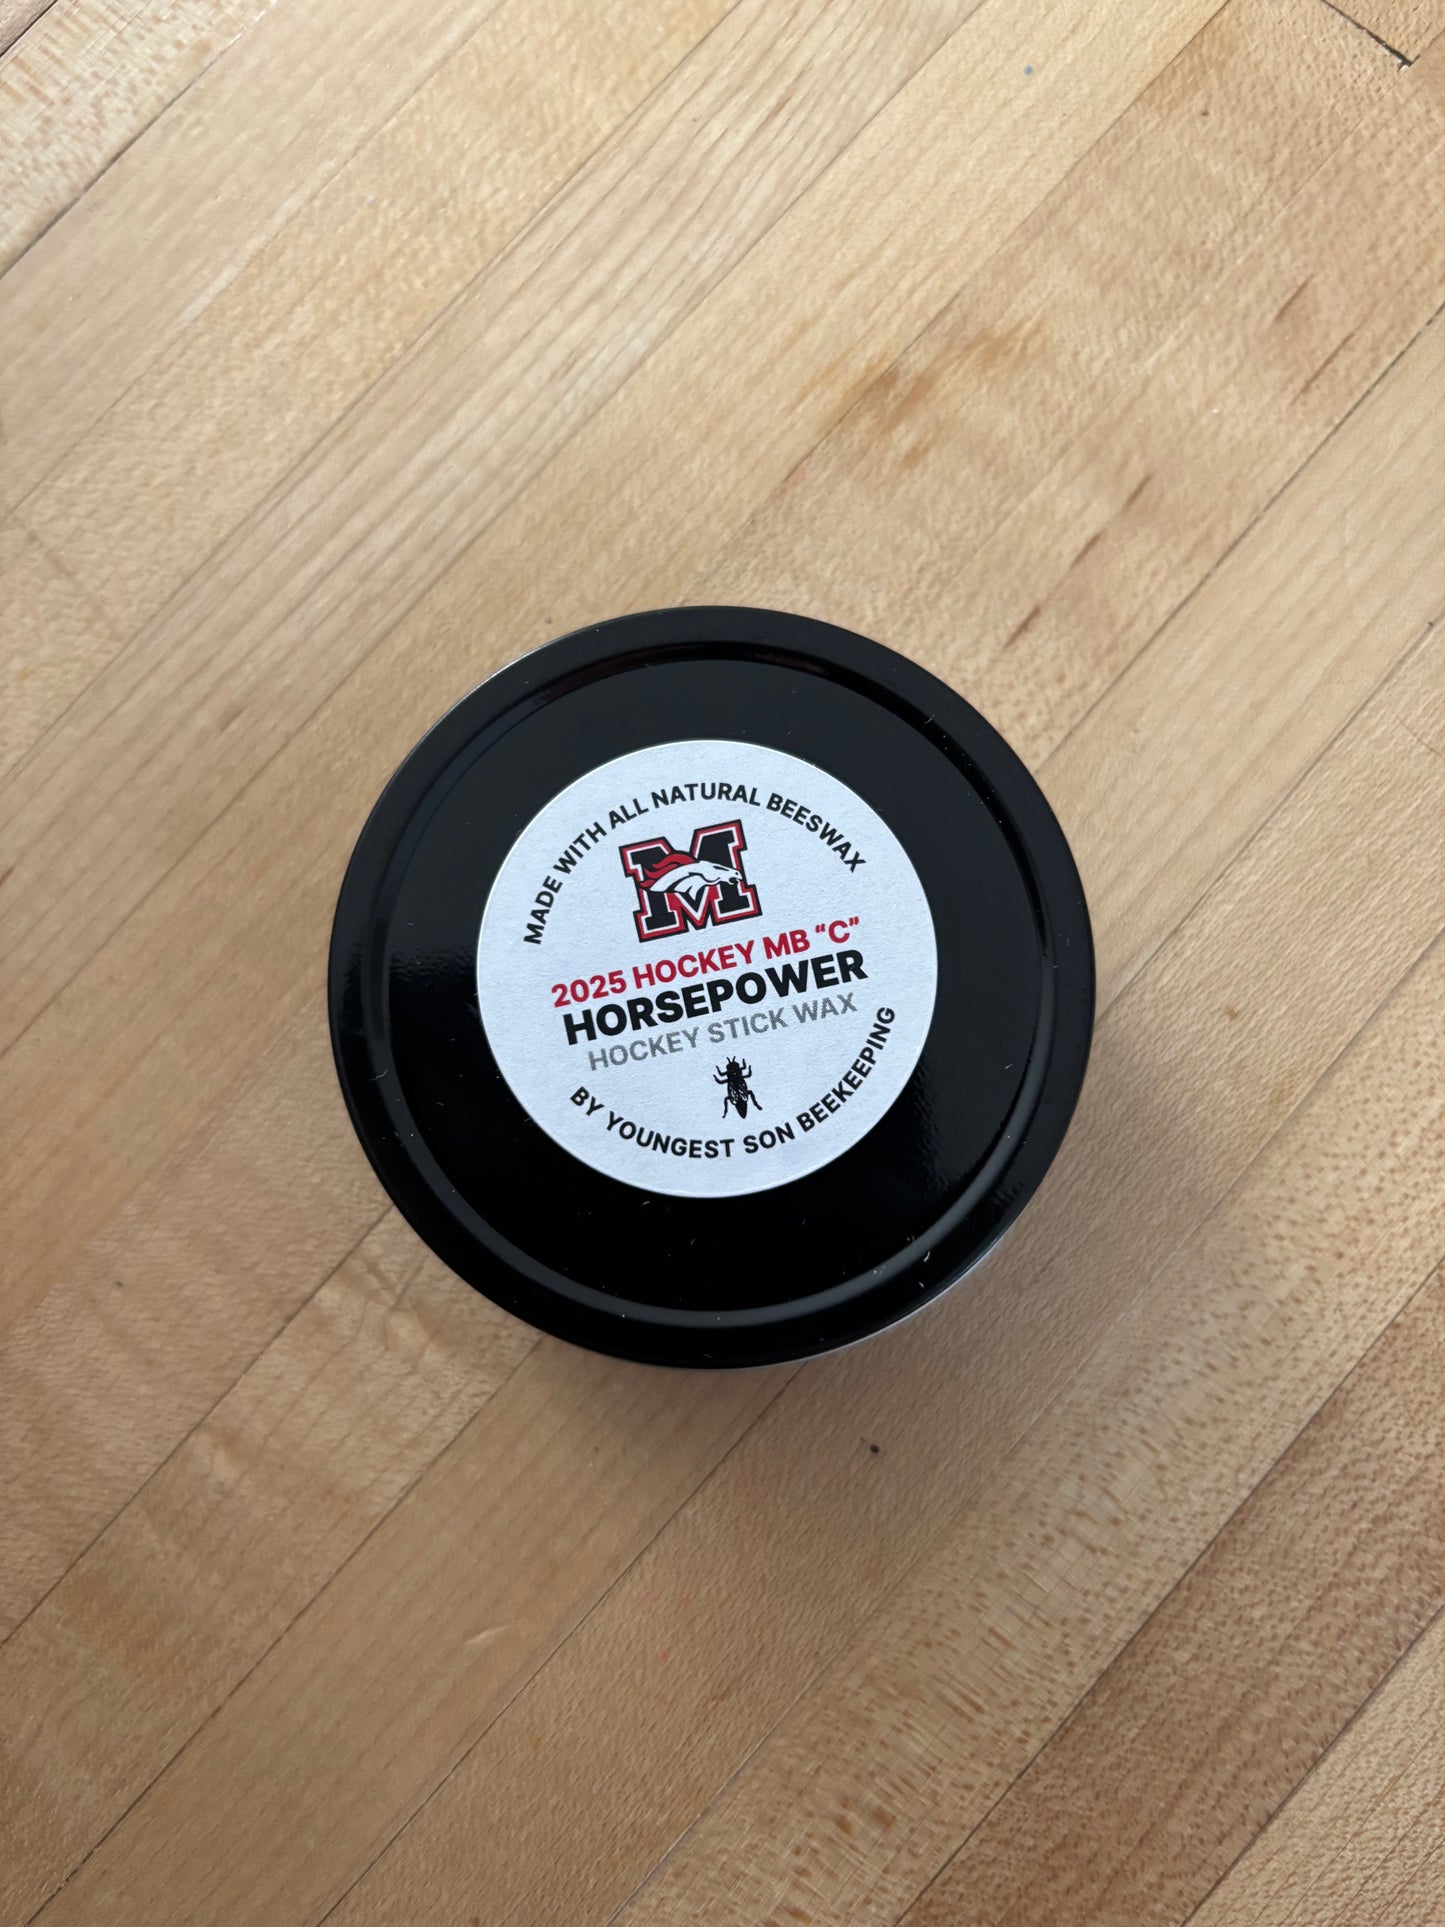 MADE WITH ALL NATURAL BEESWAX
M
2025 HOCKEY MB “C”
HORSEPOWER
HOCKEY STICK WAX
BY YOUNGEST SON BEEKEEPING